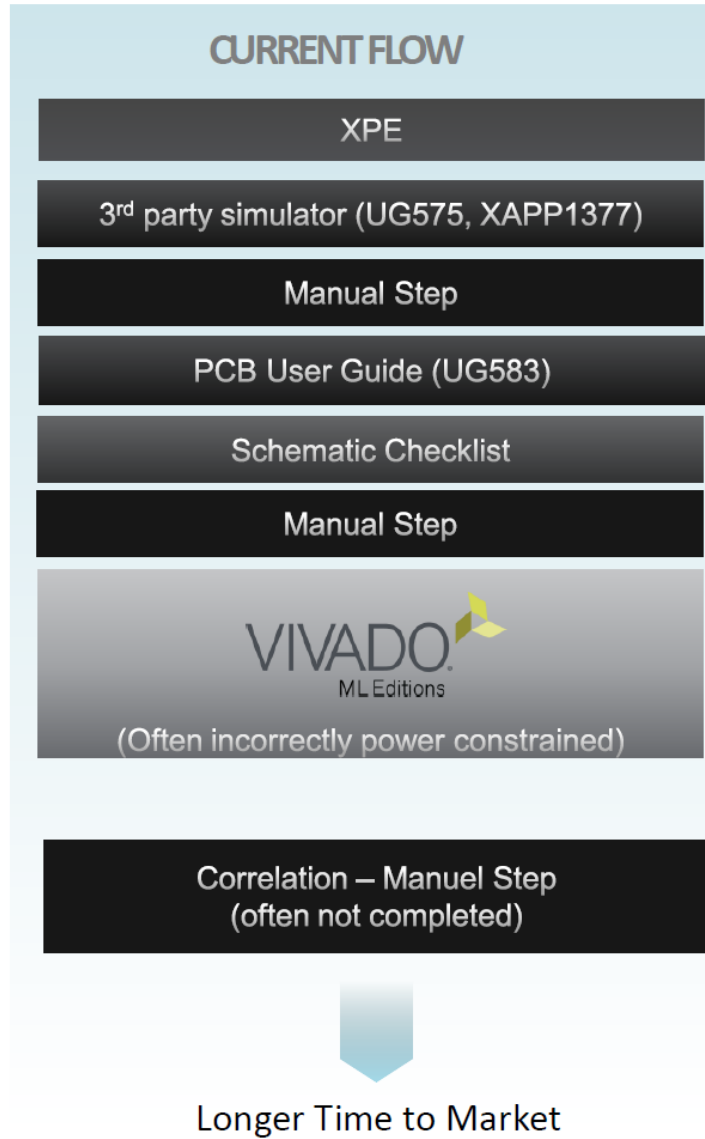 CURRENT FLOW
XPE
3rd party simulator (UG575, XAPP1377)
Manual Step
PCB User Guide (UG583)
Schematic Checklist
Manual Step
VIVADO.
ML Editions
(Often incorrectly power constrained)
Correlation – Manuel Step
(often not completed)
Longer Time to Market